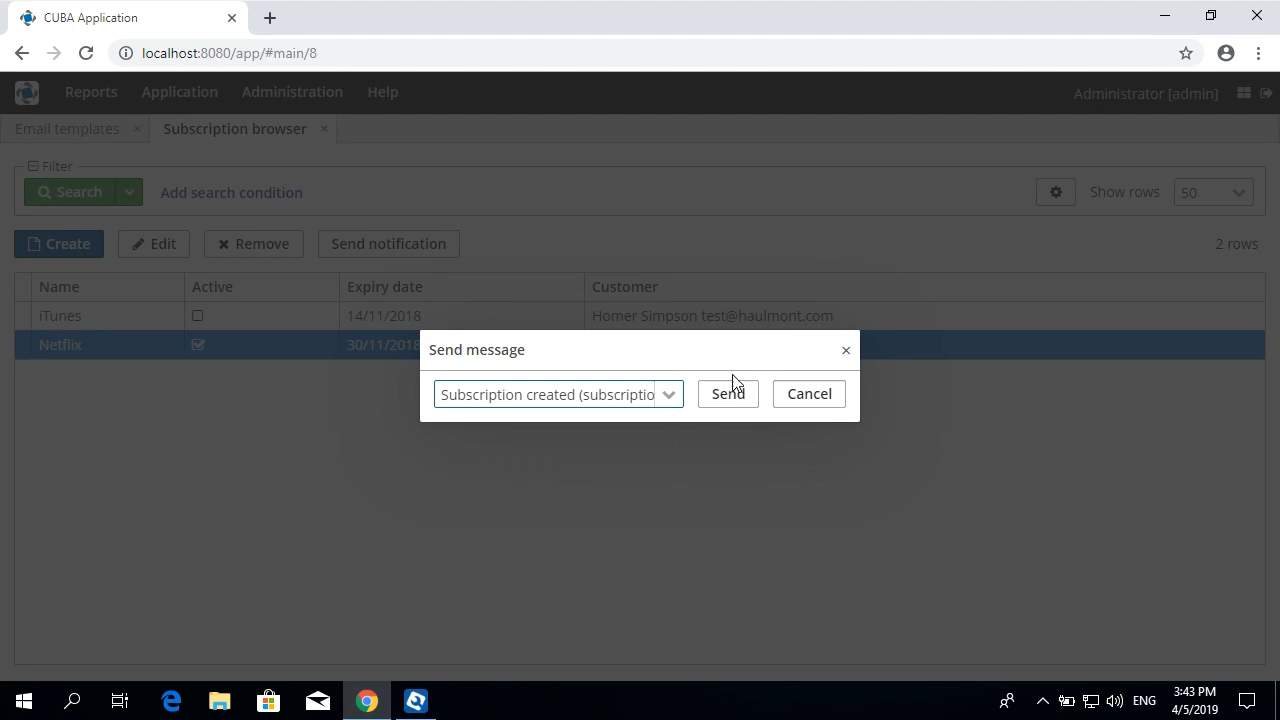 CUBA Application
localhost:8080/app/#main/8
Reports Application Administration Help Administrator [admin]
Email templates Subscription browser
Filter
Search Add search condition Show rows 50
Create Edit Remove Send notification 2 rows
Name Active Expiry date Customer
iTunes 14/11/2018 Homer Simpson test@haulmont.com
Netflix 30/11/2018
Send message
Subscription created (subscriptio Send Cancel
ENG 3:43 PM
4/5/2019